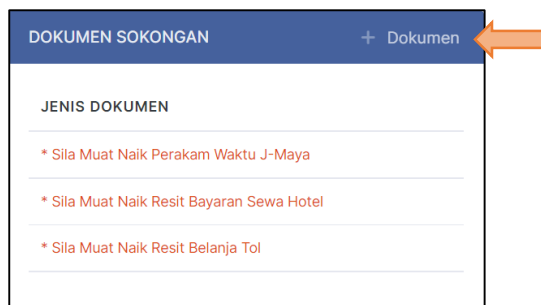 DOKUMEN SOKONGAN + Dokumen
JENIS DOKUMEN
* Sila Muat Naik Perakam Waktu J-Maya
* Sila Muat Naik Resit Bayaran Sewa Hotel
* Sila Muat Naik Resit Belanja Tol